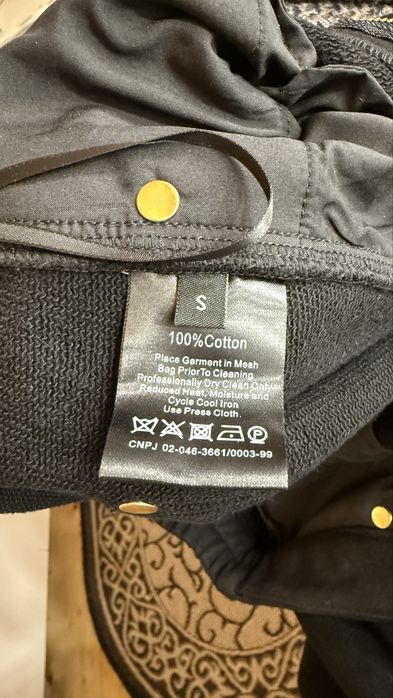 S
100%Cotton
Place Garment in Mesh
Bag PriorTo Cleaning
Professionally Dry Clean Only
Reduced Heat, Moisture and
Cycle Cool Iron
Use Press Cloth.
CNPJ 02-046-3661/0003-99